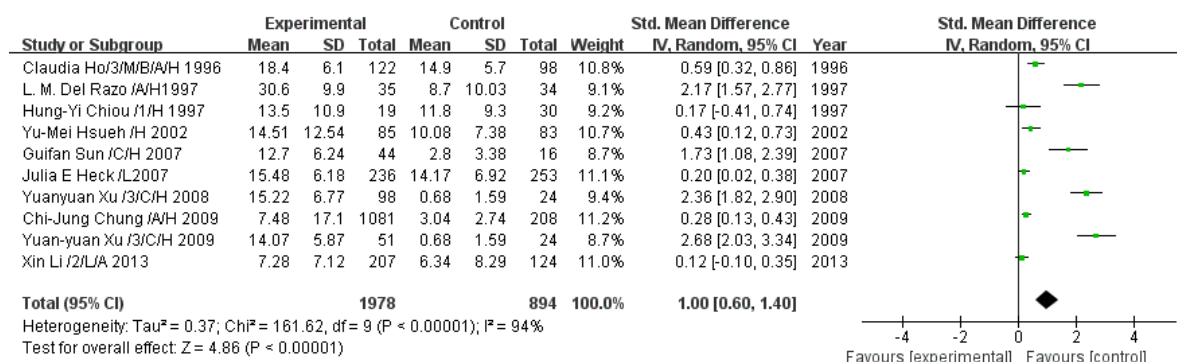 Experimental Control Std. Mean Difference Std. Mean Difference
Study or Subgroup Mean SD Total Mean SD Total Weight IV, Random, 95% CI Year IV, Random, 95% CI
Claudia Ho/3/M/B/A/H 1996 18.4 6.1 122 14.9 5.7 98 10.8% 0.59 [0.32, 0.86] 1996
L. M. Del Razo /A/H1997 30.6 9.9 35 8.7 10.03 34 9.1% 2.17 [1.57, 2.77] 1997
Hung-Yi Chiou /1/H 1997 13.5 10.9 19 11.8 9.3 30 9.2% 0.17 [-0.41, 0.74] 1997
Yu-Mei Hsueh /H 2002 14.51 12.54 85 10.08 7.38 83 10.7% 0.43 [0.12, 0.73] 2002
Guifan Sun /C/H 2007 12.7 6.24 44 2.8 3.38 16 8.7% 1.73 [1.08, 2.39] 2007
Julia E Heck /L2007 15.48 6.18 236 14.17 6.92 253 11.1% 0.20 [0.02, 0.38] 2007
Yuanyuan Xu /3/C/H 2008 15.22 6.77 98 0.68 1.59 24 9.4% 2.36 [1.82, 2.90] 2008
Chi-Jung Chung /A/H 2009 7.48 17.1 1081 3.04 2.74 208 11.2% 0.28 [0.13, 0.43] 2009
Yuan-yuan Xu /3/C/H 2009 14.07 5.87 51 0.68 1.59 24 8.7% 2.68 [2.03, 3.34] 2009
Xin Li /2/L/A 2013 7.28 7.12 207 6.34 8.29 124 11.0% 0.12 [-0.10, 0.35] 2013
Total (95% CI) 1978 894 100.0% 1.00 [0.60, 1.40]
Heterogeneity: Tau² = 0.37; Chi² = 161.62, df = 9 (P < 0.00001); I² = 94%
Test for overall effect: Z = 4.86 (P < 0.00001)
-4 -2 0 2 4
Favours [experimental] Favours [control]